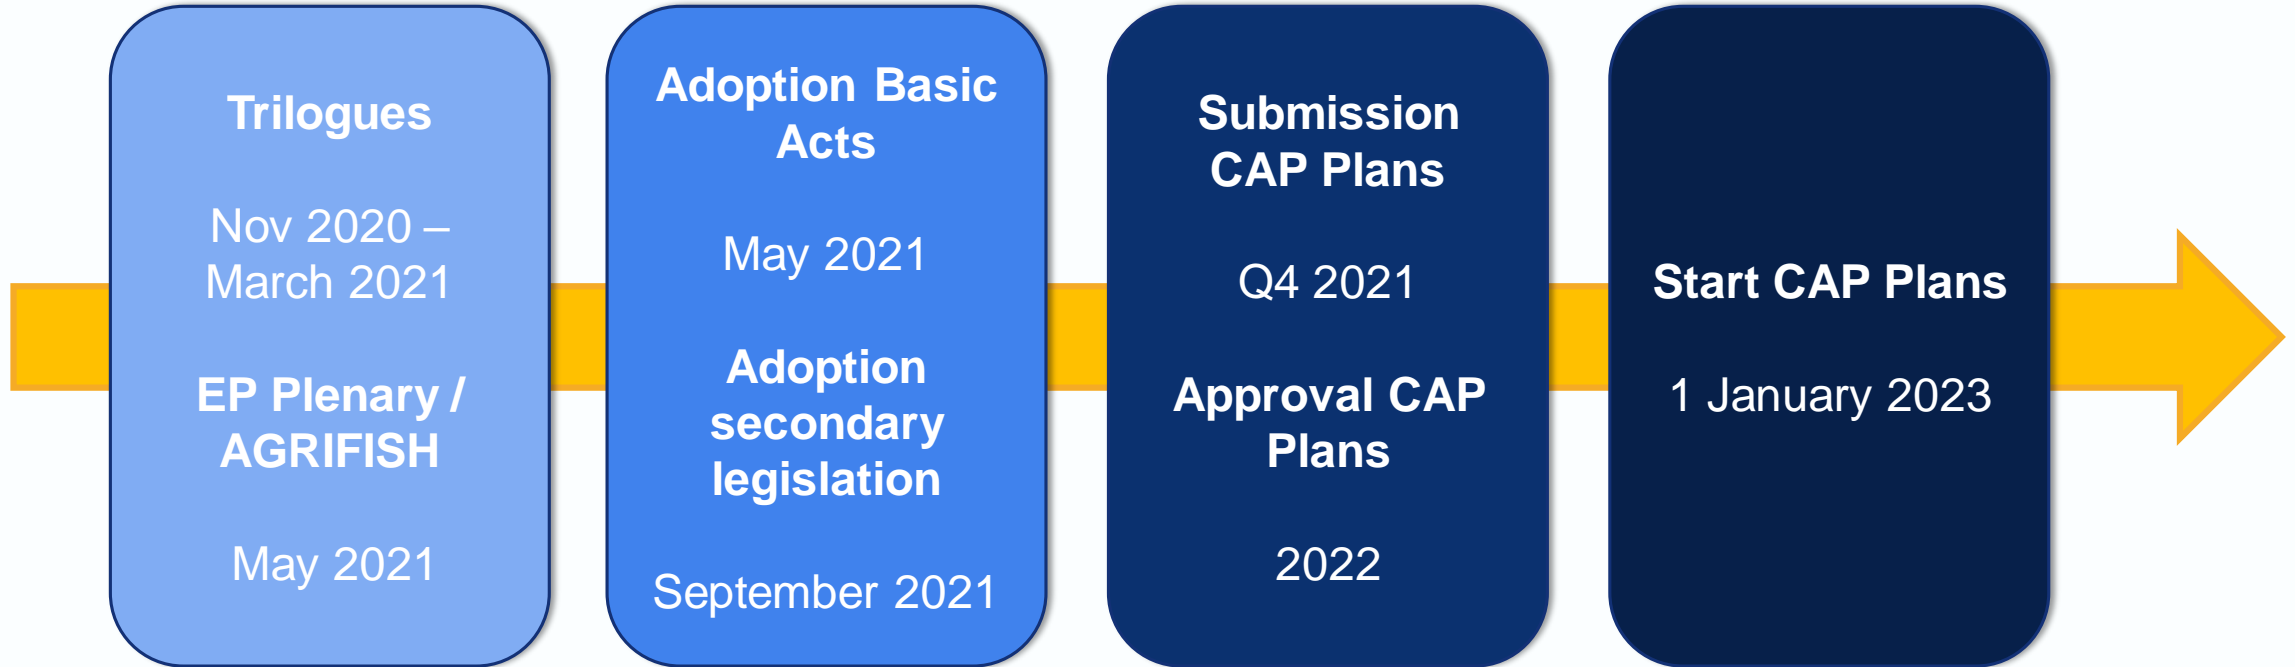 Trilogues
Nov 2020 –
March 2021
EP Plenary /
AGRIFISH
May 2021
Adoption Basic
Acts
May 2021
Adoption
secondary
legislation
September 2021
Submission
CAP Plans
Q4 2021
Approval CAP
Plans
2022
Start CAP Plans
1 January 2023